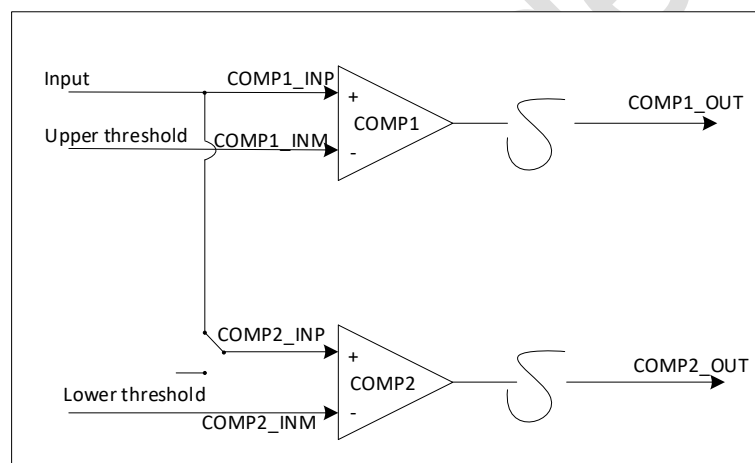 Input
COMP1_INP
+
COMP1
COMP1_OUT
Upper threshold
COMP1_INM
-
COMP2_INP
+
COMP2
COMP2_OUT
Lower threshold
COMP2_INM
-